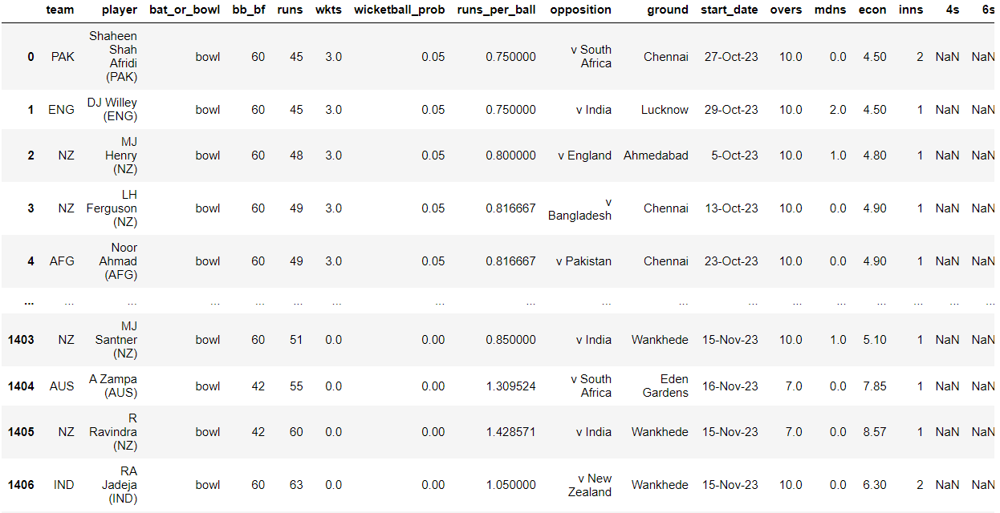 team player bat_or_bowl bb_bf runs wkts wicketball_prob runs_per_ball opposition ground start_date overs mdns econ inns 4s 6s
0 PAK Shaheen Shah Afridi (PAK) bowl 60 45 3.0 0.05 0.750000 v South Africa Chennai 27-Oct-23 10.0 0.0 4.50 2 NaN NaN
1 ENG DJ Willey (ENG) bowl 60 45 3.0 0.05 0.750000 v India Lucknow 29-Oct-23 10.0 2.0 4.50 1 NaN NaN
2 NZ MJ Henry (NZ) bowl 60 48 3.0 0.05 0.800000 v England Ahmedabad 5-Oct-23 10.0 1.0 4.80 1 NaN NaN
3 NZ LH Ferguson (NZ) bowl 60 49 3.0 0.05 0.816667 v Bangladesh Chennai 13-Oct-23 10.0 0.0 4.90 1 NaN NaN
4 AFG Noor Ahmad (AFG) bowl 60 49 3.0 0.05 0.816667 v Pakistan Chennai 23-Oct-23 10.0 0.0 4.90 1 NaN NaN
... ... ... ... ... ... ... ... ... ... ... ... ... ... ... ... ... ...
1403 NZ MJ Santner (NZ) bowl 60 51 0.0 0.00 0.850000 v India Wankhede 15-Nov-23 10.0 1.0 5.10 1 NaN NaN
1404 AUS A Zampa (AUS) bowl 42 55 0.0 0.00 1.309524 v South Africa Eden Gardens 16-Nov-23 7.0 0.0 7.85 1 NaN NaN
1405 NZ R Ravindra (NZ) bowl 42 60 0.0 0.00 1.428571 v India Wankhede 15-Nov-23 7.0 0.0 8.57 1 NaN NaN
1406 IND RA Jadeja (IND) bowl 60 63 0.0 0.00 1.050000 v New Zealand Wankhede 15-Nov-23 10.0 0.0 6.30 2 NaN NaN